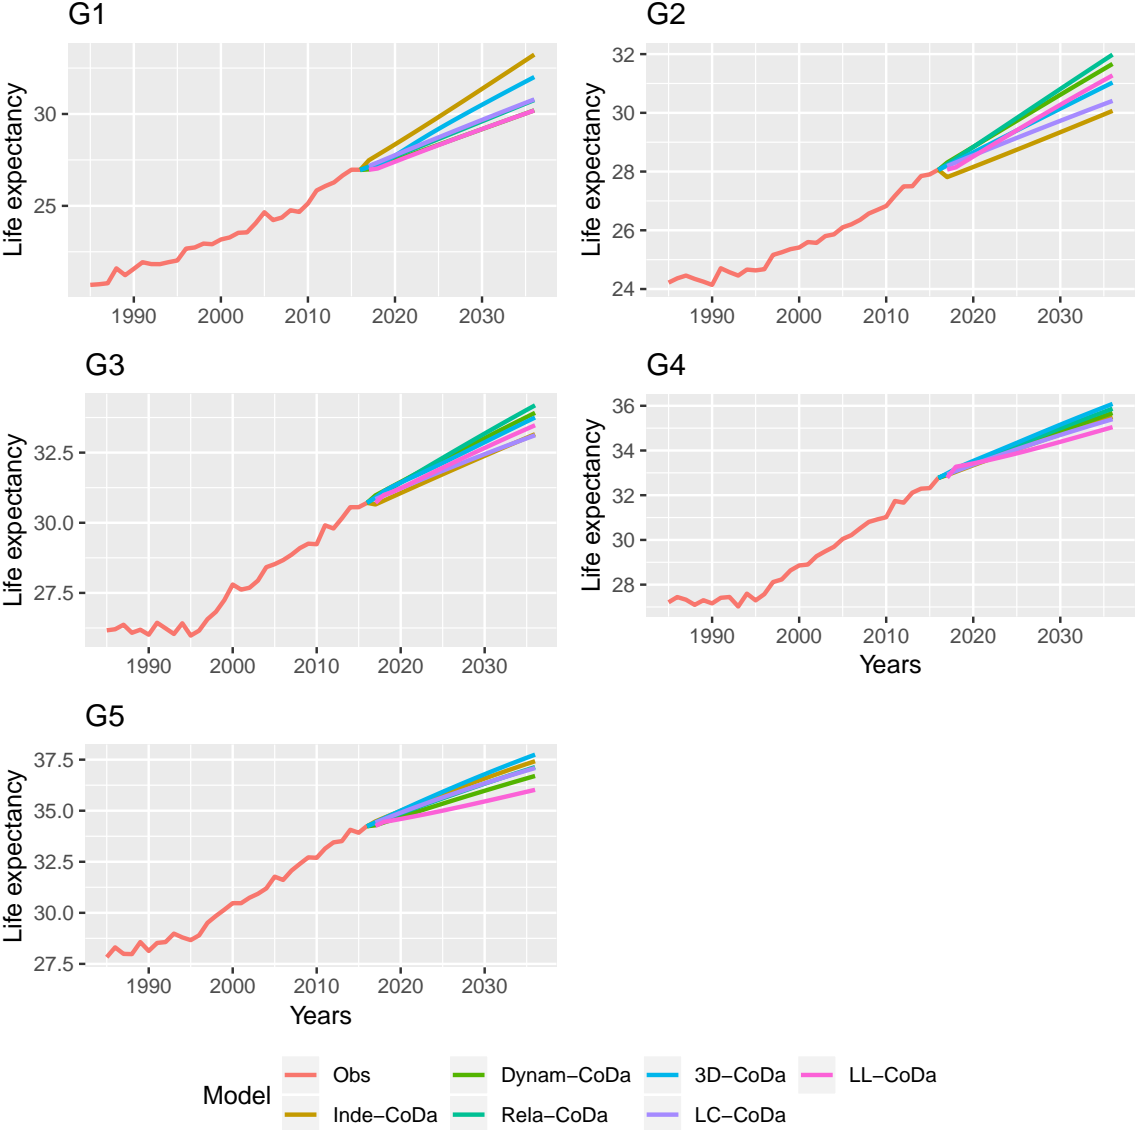 G1
G2
Life expectancy
30
25
1990 2000 2010 2020 2030
Life expectancy
32
30
28
26
24
1990 2000 2010 2020 2030
G3
G4
Life expectancy
32.5
30.0
27.5
1990 2000 2010 2020 2030
Life expectancy
36
34
32
30
28
1990 2000 2010 2020 2030
Years
G5
Life expectancy
37.5
35.0
32.5
30.0
27.5
1990 2000 2010 2020 2030
Years
Model
Obs Dynam−CoDa 3D−CoDa LL−CoDa
Inde−CoDa Rela−CoDa LC−CoDa